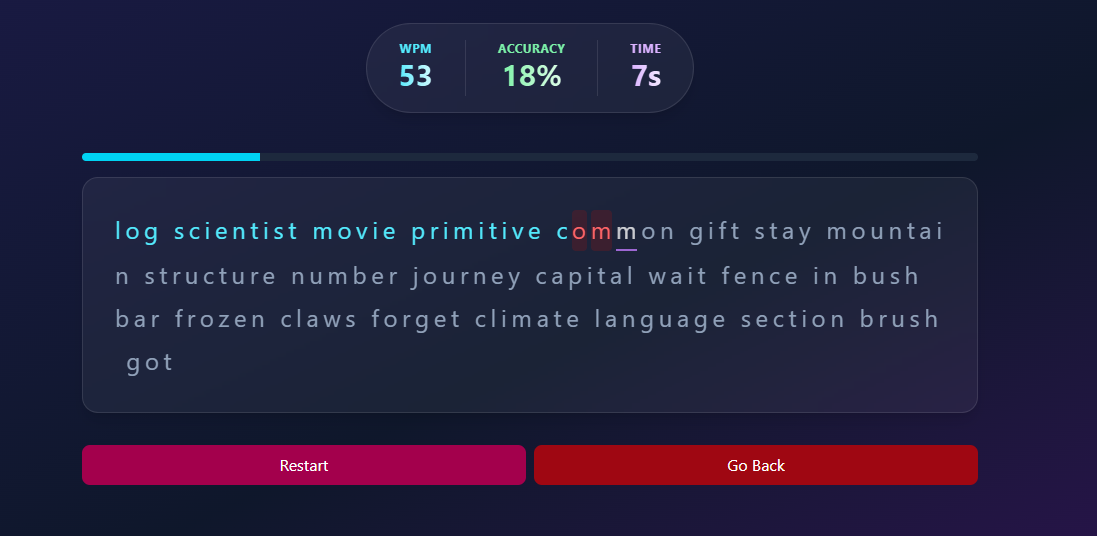 WPM ACCURACY TIME
53 18% 7s
log scientist movie primitive common gift stay mountai
n structure number journey capital wait fence in bush
bar frozen claws forget climate language section brush
got
Restart Go Back